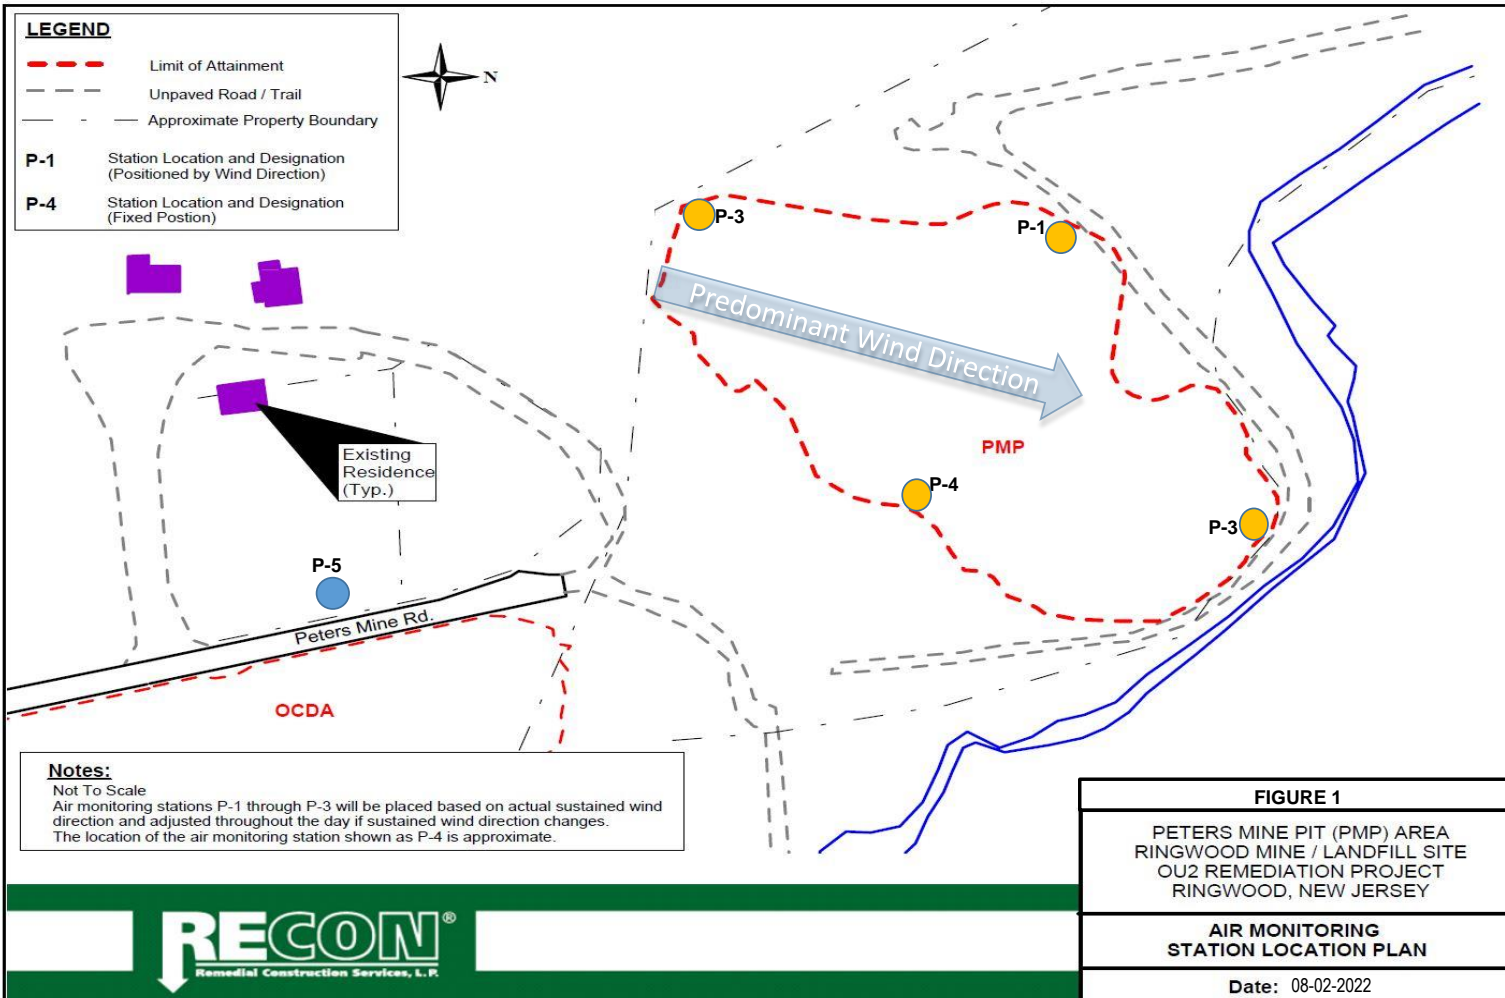 LEGEND
Limit of Attainment
Unpaved Road / Trail
Approximate Property Boundary
P-1 Station Location and Designation
(Positioned by Wind Direction)
P-4 Station Location and Designation
(Fixed Postion)
N
P-3
P-1
Predominant Wind Direction
PMP
P-4
P-3
Existing
Residence
(Typ.)
P-5
Peters Mine Rd.
OCDA
Notes:
Not To Scale
Air monitoring stations P-1 through P-3 will be placed based on actual sustained wind
direction and adjusted throughout the day if sustained wind direction changes.
The location of the air monitoring station shown as P-4 is approximate.
RECON®
Remedial Construction Services, L.P.
FIGURE 1
PETERS MINE PIT (PMP) AREA
RINGWOOD MINE / LANDFILL SITE
OU2 REMEDIATION PROJECT
RINGWOOD, NEW JERSEY
AIR MONITORING
STATION LOCATION PLAN
Date: 08-02-2022